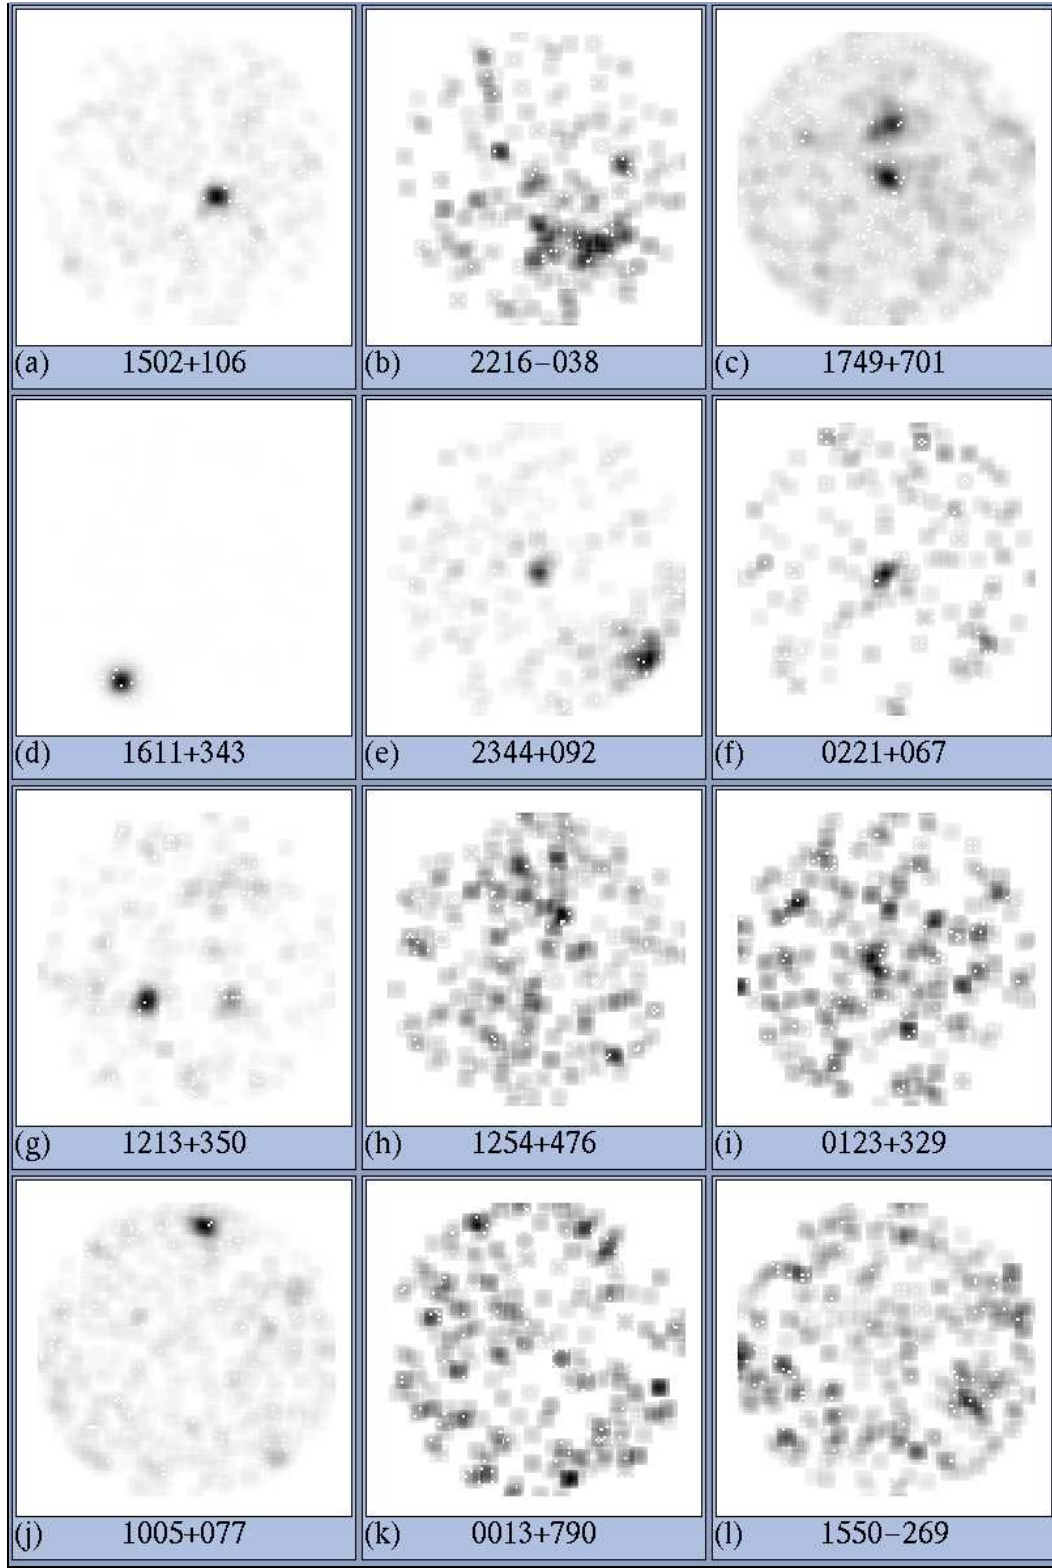 (a) 1502+106
(b) 2216−038
(c) 1749+701
(d) 1611+343
(e) 2344+092
(f) 0221+067
(g) 1213+350
(h) 1254+476
(i) 0123+329
(j) 1005+077
(k) 0013+790
(l) 1550−269